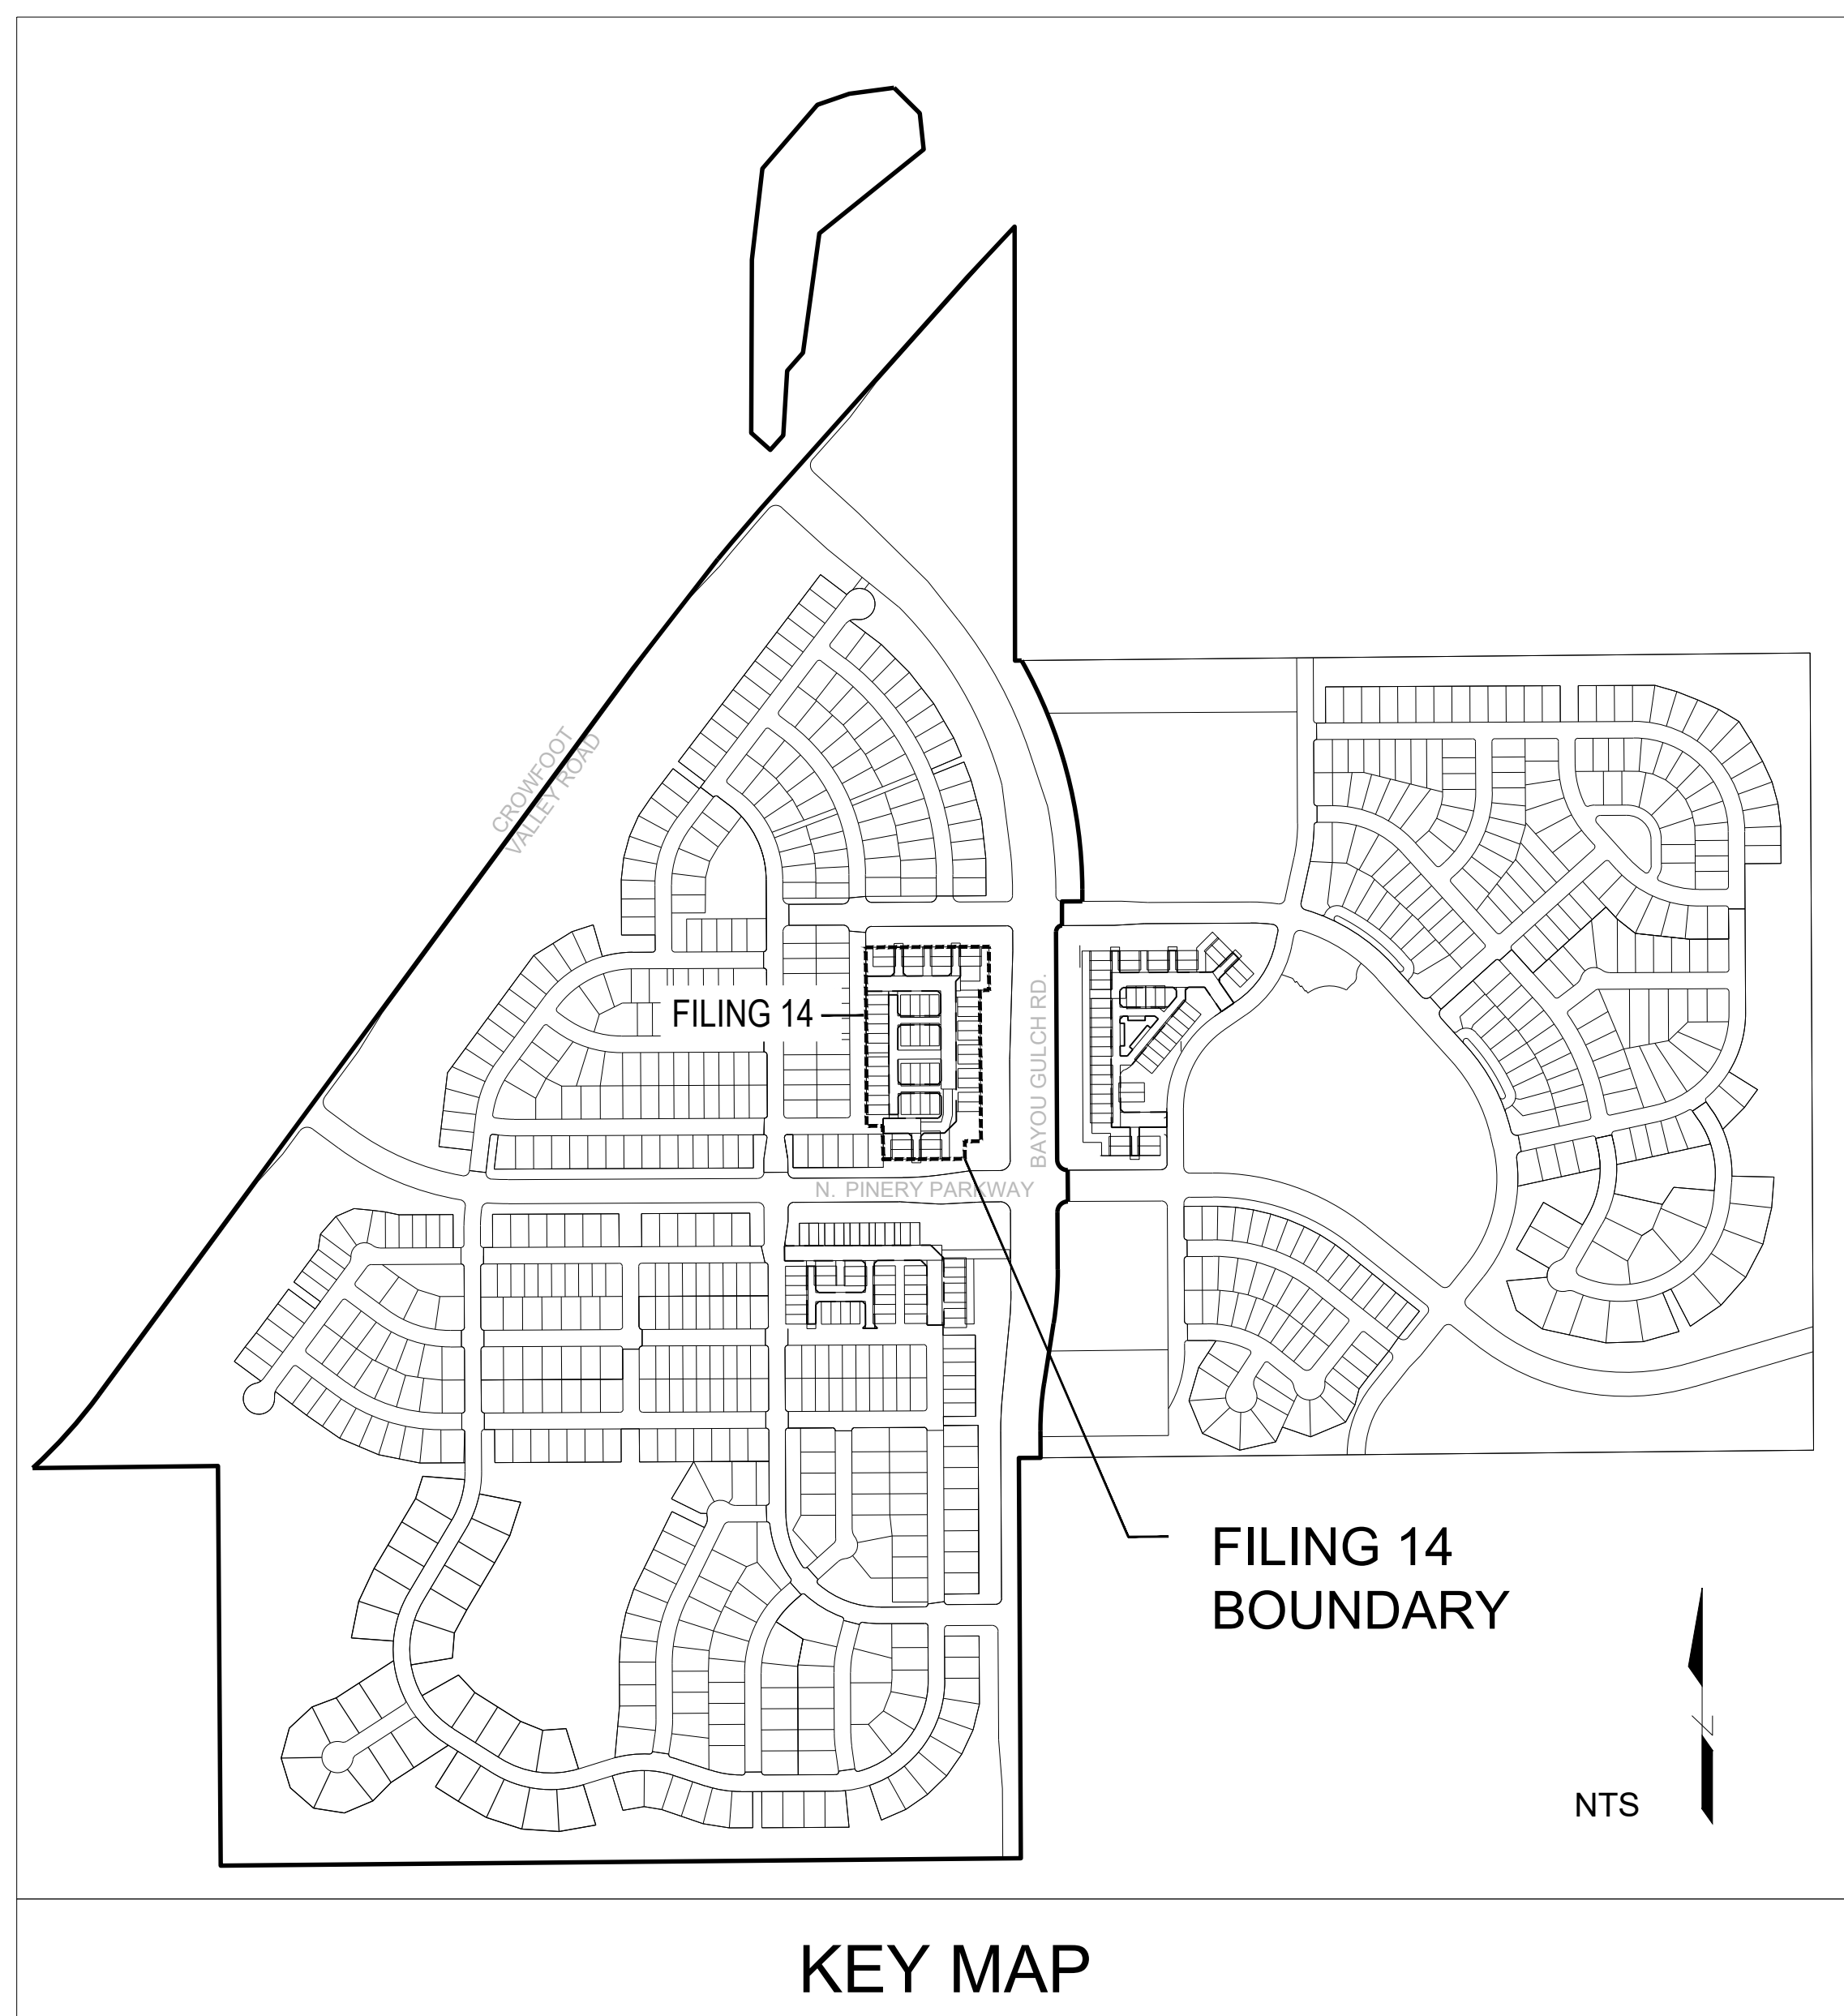 CROWFOOT
VALLEY ROAD
FILING 14
BAYOU GULCH RD.
N. PINERY PARKWAY
FILING 14
BOUNDARY
NTS
KEY MAP